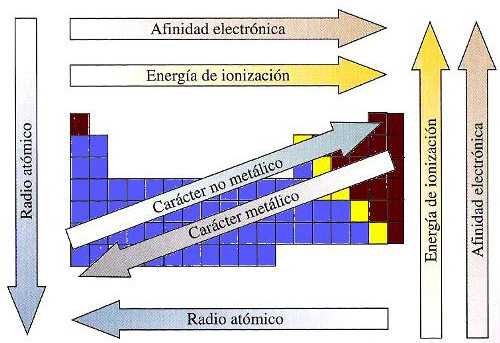 Afinidad electrónica
Energía de ionización
Radio atómico
Carácter no metálico
Carácter metálico
Energía de ionización
Afinidad electrónica
Radio atómico